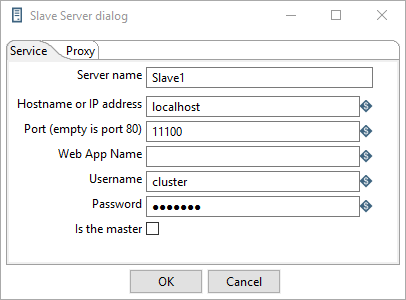 Slave Server dialog
Service Proxy
Server name Slave1
Hostname or IP address localhost
Port (empty is port 80) 11100
Web App Name
Username cluster
Password ●●●●●●●
Is the master
OK Cancel